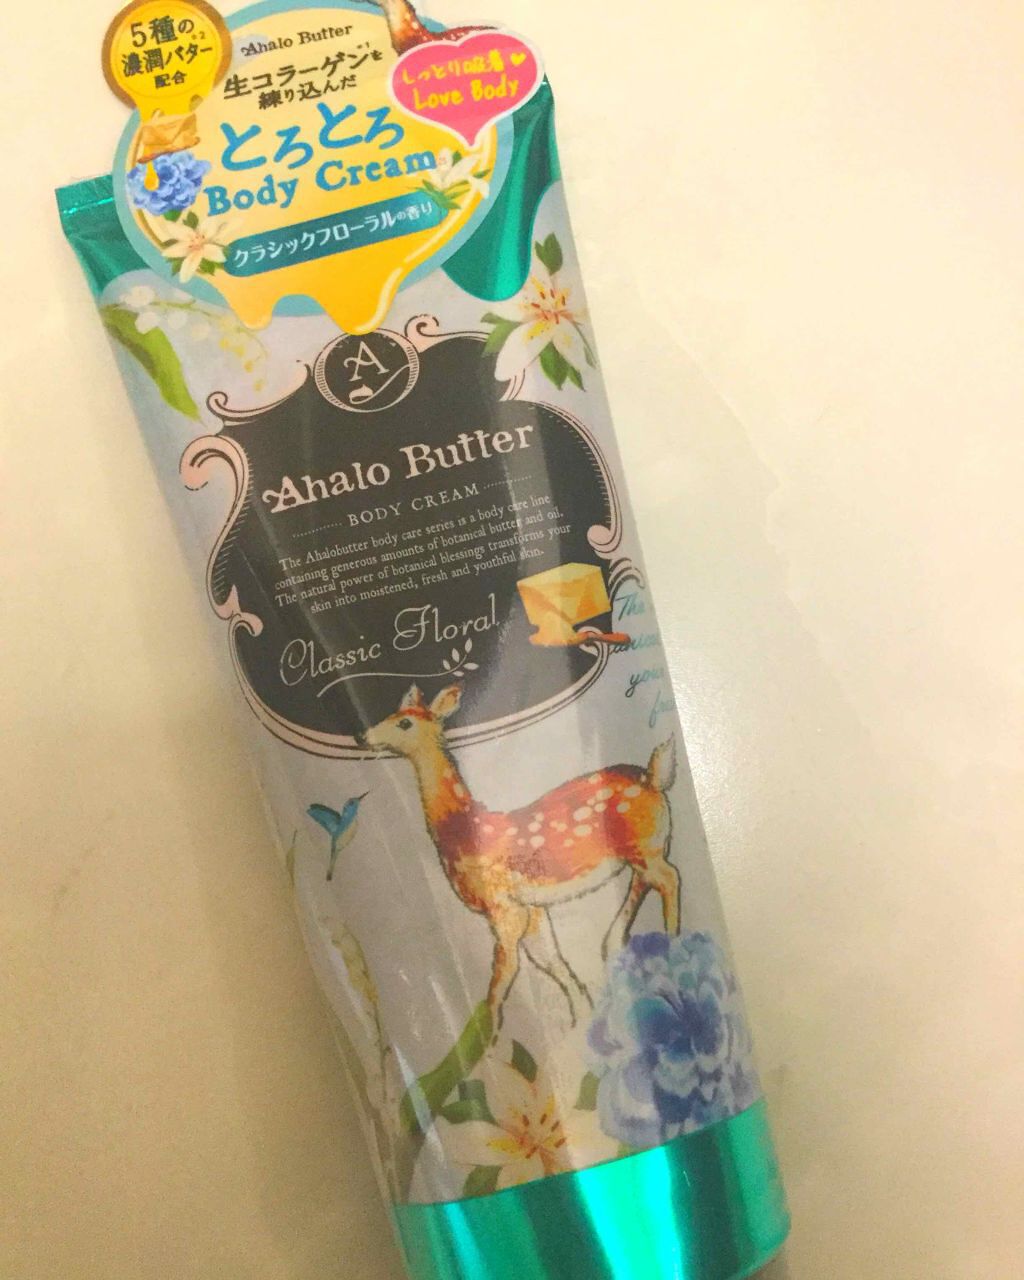 5種の
濃潤バター※2
配合
Ahalo Butter
生コラーゲン※1を
練り込んだ
しっとり吸着♥
Love Body
とろとろ
Body Cream
クラシックフローラルの香り
A
Ahalo Butter
BODY CREAM
The Ahalobutter body care series is a body care line
containing generous amounts of botanical butter and oil.
The natural power of botanical blessings transforms your
skin into moistened, fresh and youthful skin.
Classic Floral
The